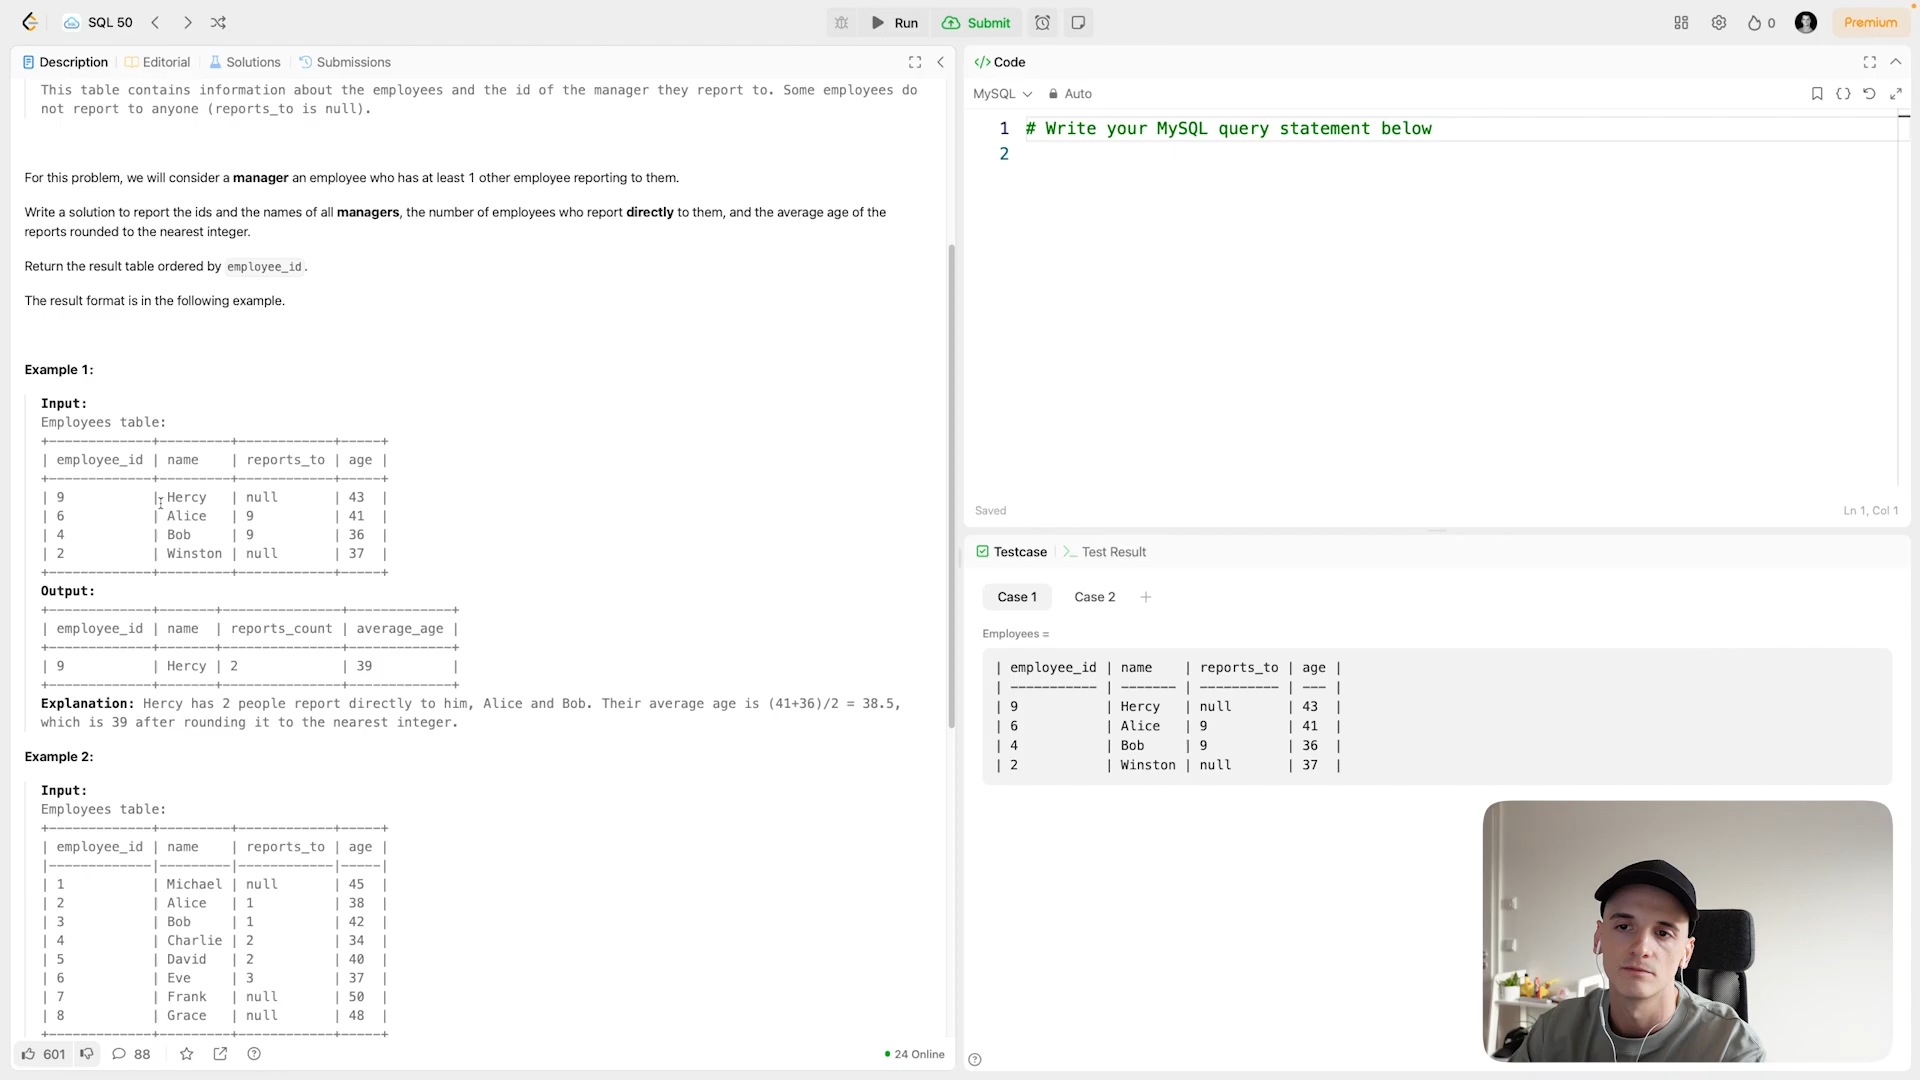 SQL 50
Run
Submit
0
Premium
Description
Editorial
Solutions
Submissions
This table contains information about the employees and the id of the manager they report to. Some employees do
not report to anyone (reports_to is null).
For this problem, we will consider a manager an employee who has at least 1 other employee reporting to them.
Write a solution to report the ids and the names of all managers, the number of employees who report directly to them, and the average age of the
reports rounded to the nearest integer.
Return the result table ordered by employee_id.
The result format is in the following example.
Example 1:
Input:
Employees table:
+-------------+---------+------------+-----+
| employee_id | name    | reports_to | age |
+-------------+---------+------------+-----+
| 9           | Hercy   | null       | 43  |
| 6           | Alice   | 9          | 41  |
| 4           | Bob     | 9          | 36  |
| 2           | Winston | null       | 37  |
+-------------+---------+------------+-----+
Output:
+-------------+-------+---------------+-------------+
| employee_id | name  | reports_count | average_age |
+-------------+-------+---------------+-------------+
| 9           | Hercy | 2             | 39          |
+-------------+-------+---------------+-------------+
Explanation: Hercy has 2 people report directly to him, Alice and Bob. Their average age is (41+36)/2 = 38.5,
which is 39 after rounding it to the nearest integer.
Example 2:
Input:
Employees table:
+-------------+---------+------------+-----+
| employee_id | name    | reports_to | age |
|-------------|---------|------------|-----|
| 1           | Michael | null       | 45  |
| 2           | Alice   | 1          | 38  |
| 3           | Bob     | 1          | 42  |
| 4           | Charlie | 2          | 34  |
| 5           | David   | 2          | 40  |
| 6           | Eve     | 3          | 37  |
| 7           | Frank   | null       | 50  |
| 8           | Grace   | null       | 48  |
+-------------+---------+------------+-----+
601
88
24 Online
</> Code
MySQL
Auto
1 # Write your MySQL query statement below
2
Saved
Ln 1, Col 1
Testcase
>_ Test Result
Case 1
Case 2
+
Employees =
| employee_id | name    | reports_to | age |
| ----------- | ------- | ---------- | --- |
| 9           | Hercy   | null       | 43  |
| 6           | Alice   | 9          | 41  |
| 4           | Bob     | 9          | 36  |
| 2           | Winston | null       | 37  |